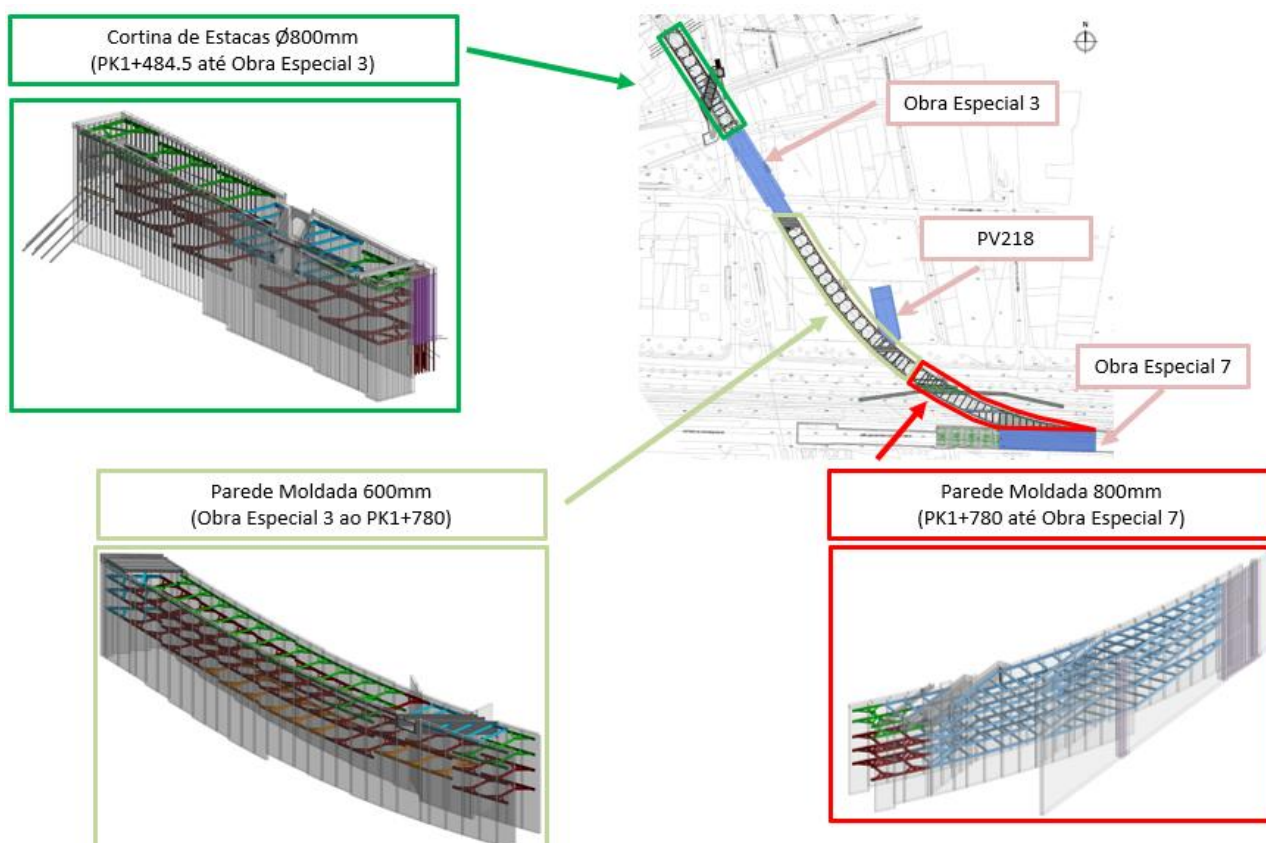 Cortina de Estacas Ø800mm
(PK1+484.5 até Obra Especial 3)
N
Obra Especial 3
PV218
Obra Especial 7
Parede Moldada 600mm
(Obra Especial 3 ao PK1+780)
Parede Moldada 800mm
(PK1+780 até Obra Especial 7)